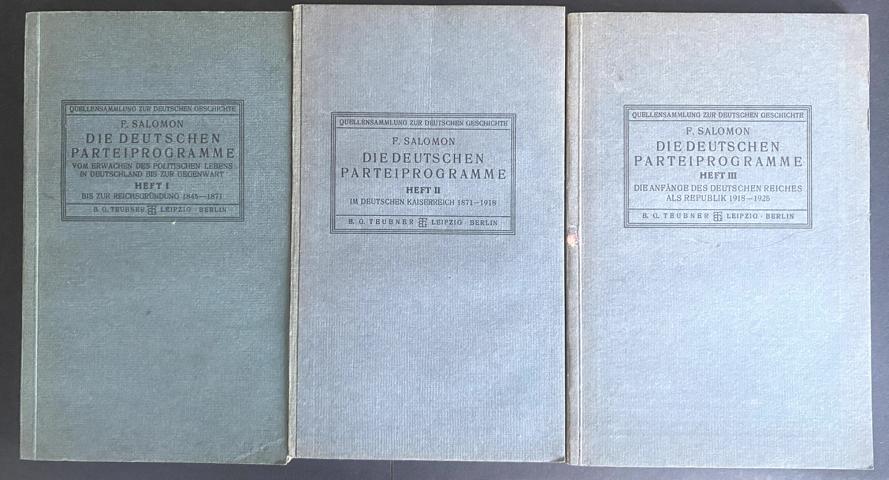 QUELLENSAMMLUNG ZUR DEUTSCHEN GESCHICHTE
F. SALOMON
DIE DEUTSCHEN
PARTEIPROGRAMME
VOM ERWACHEN DES POLITISCHEN LEBENS
IN DEUTSCHLAND BIS ZUR GEGENWART
HEFT I
BIS ZUR REICHSGRÜNDUNG 1845—1871
B. G. TEUBNER LEIPZIG · BERLIN
QUELLENSAMMLUNG ZUR DEUTSCHEN GESCHICHTE
F. SALOMON
DIE DEUTSCHEN
PARTEIPROGRAMME
HEFT II
IM DEUTSCHEN KAISERREICH 1871—1918
B. G. TEUBNER LEIPZIG · BERLIN
QUELLENSAMMLUNG ZUR DEUTSCHEN GESCHICHTE
F. SALOMON
DIE DEUTSCHEN
PARTEIPROGRAMME
HEFT III
DIE ANFÄNGE DES DEUTSCHEN REICHES
ALS REPUBLIK 1918—1925
B. G. TEUBNER LEIPZIG · BERLIN